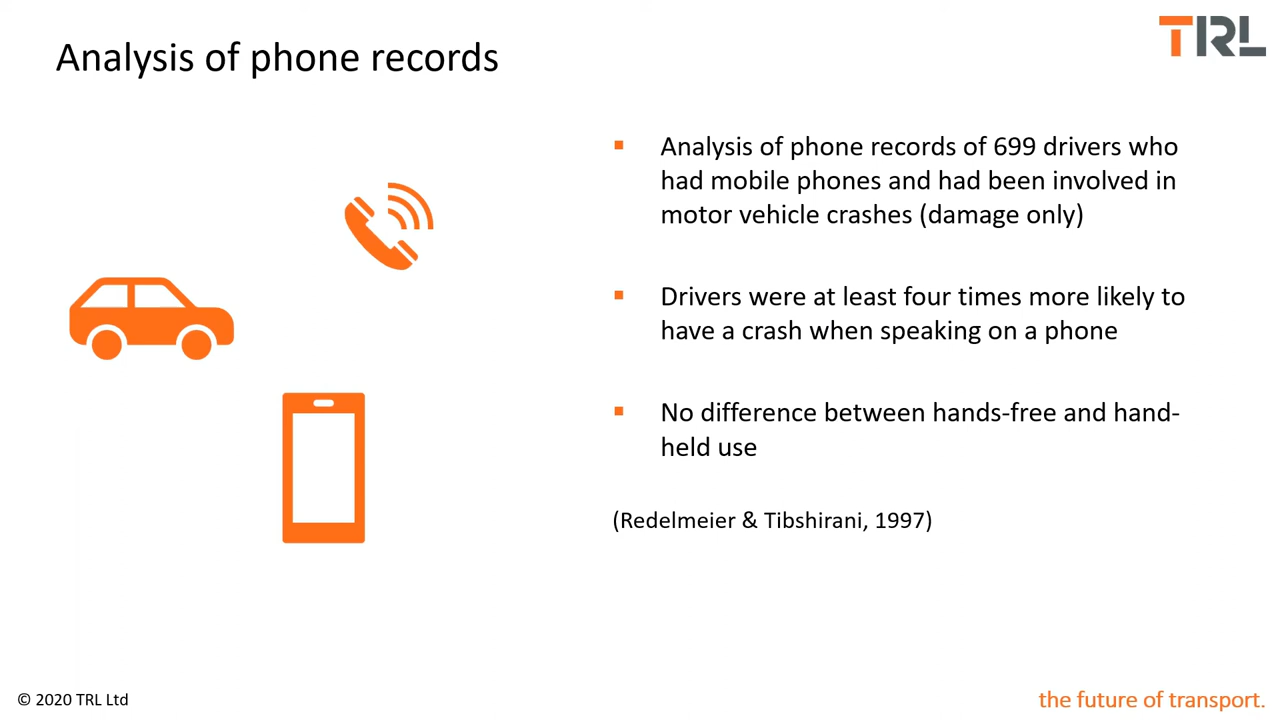 Analysis of phone records
TRL
Analysis of phone records of 699 drivers who
had mobile phones and had been involved in
motor vehicle crashes (damage only)
Drivers were at least four times more likely to
have a crash when speaking on a phone
No difference between hands-free and hand-
held use
(Redelmeier & Tibshirani, 1997)
© 2020 TRL Ltd
the future of transport.